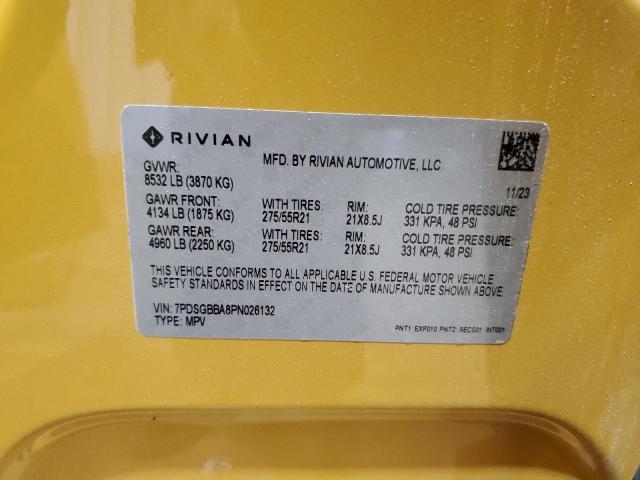 RIVIAN
MFD. BY RIVIAN AUTOMOTIVE, LLC
GVWR:
8532 LB (3870 KG)
11/23
GAWR FRONT: WITH TIRES: RIM: COLD TIRE PRESSURE:
4134 LB (1875 KG) 275/55R21 21X8.5J 331 KPA, 48 PSI
GAWR REAR: WITH TIRES: RIM: COLD TIRE PRESSURE:
4960 LB (2250 KG) 275/55R21 21X8.5J 331 KPA, 48 PSI
THIS VEHICLE CONFORMS TO ALL APPLICABLE U.S. FEDERAL MOTOR VEHICLE
SAFETY STANDARDS IN EFFECT ON THE DATE OF MANUFACTURE SHOWN ABOVE.
VIN: 7PDSGBBA8PN026132
TYPE: MPV
PNT1: EXP010 PNT2: SEC001 INT001